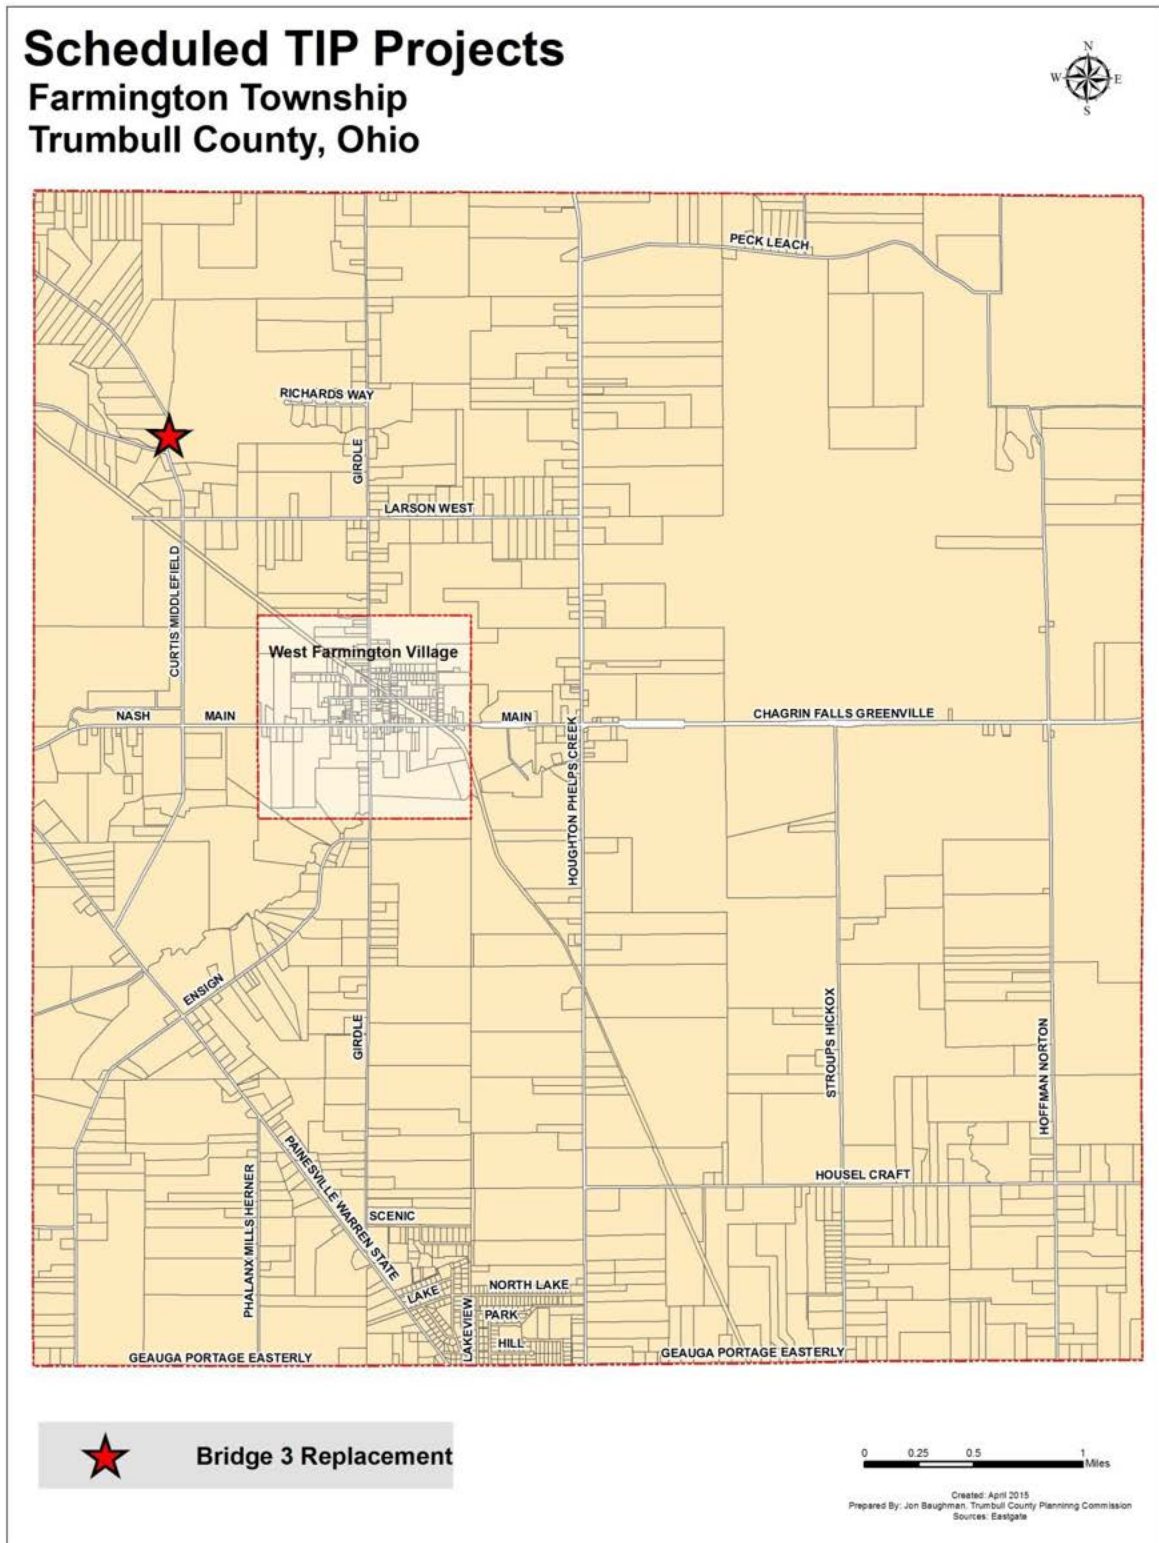 Scheduled TIP Projects
Farmington Township
Trumbull County, Ohio
N
W E
S
PECK LEACH
RICHARDS WAY
GIRDLE
LARSON WEST
CURTIS MIDDLEFIELD
West Farmington Village
NASH
MAIN
MAIN
CHAGRIN FALLS GREENVILLE
HOUGHTON PHELPS CREEK
ENSIGN
GIRDLE
STROUPS HICKOX
HOFFMAN NORTON
PAINESVILLE WARREN STATE
PHALANX MILLS HERNER
HOUSEL CRAFT
SCENIC
LAKE
NORTH LAKE
LAKEVIEW
PARK
HILL
GEAUGA PORTAGE EASTERLY
GEAUGA PORTAGE EASTERLY
Bridge 3 Replacement
0 0.25 0.5 1
Miles
Created: April 2015
Prepared By: Jon Baughman, Trumbull County Planninng Commission
Sources: Eastgate